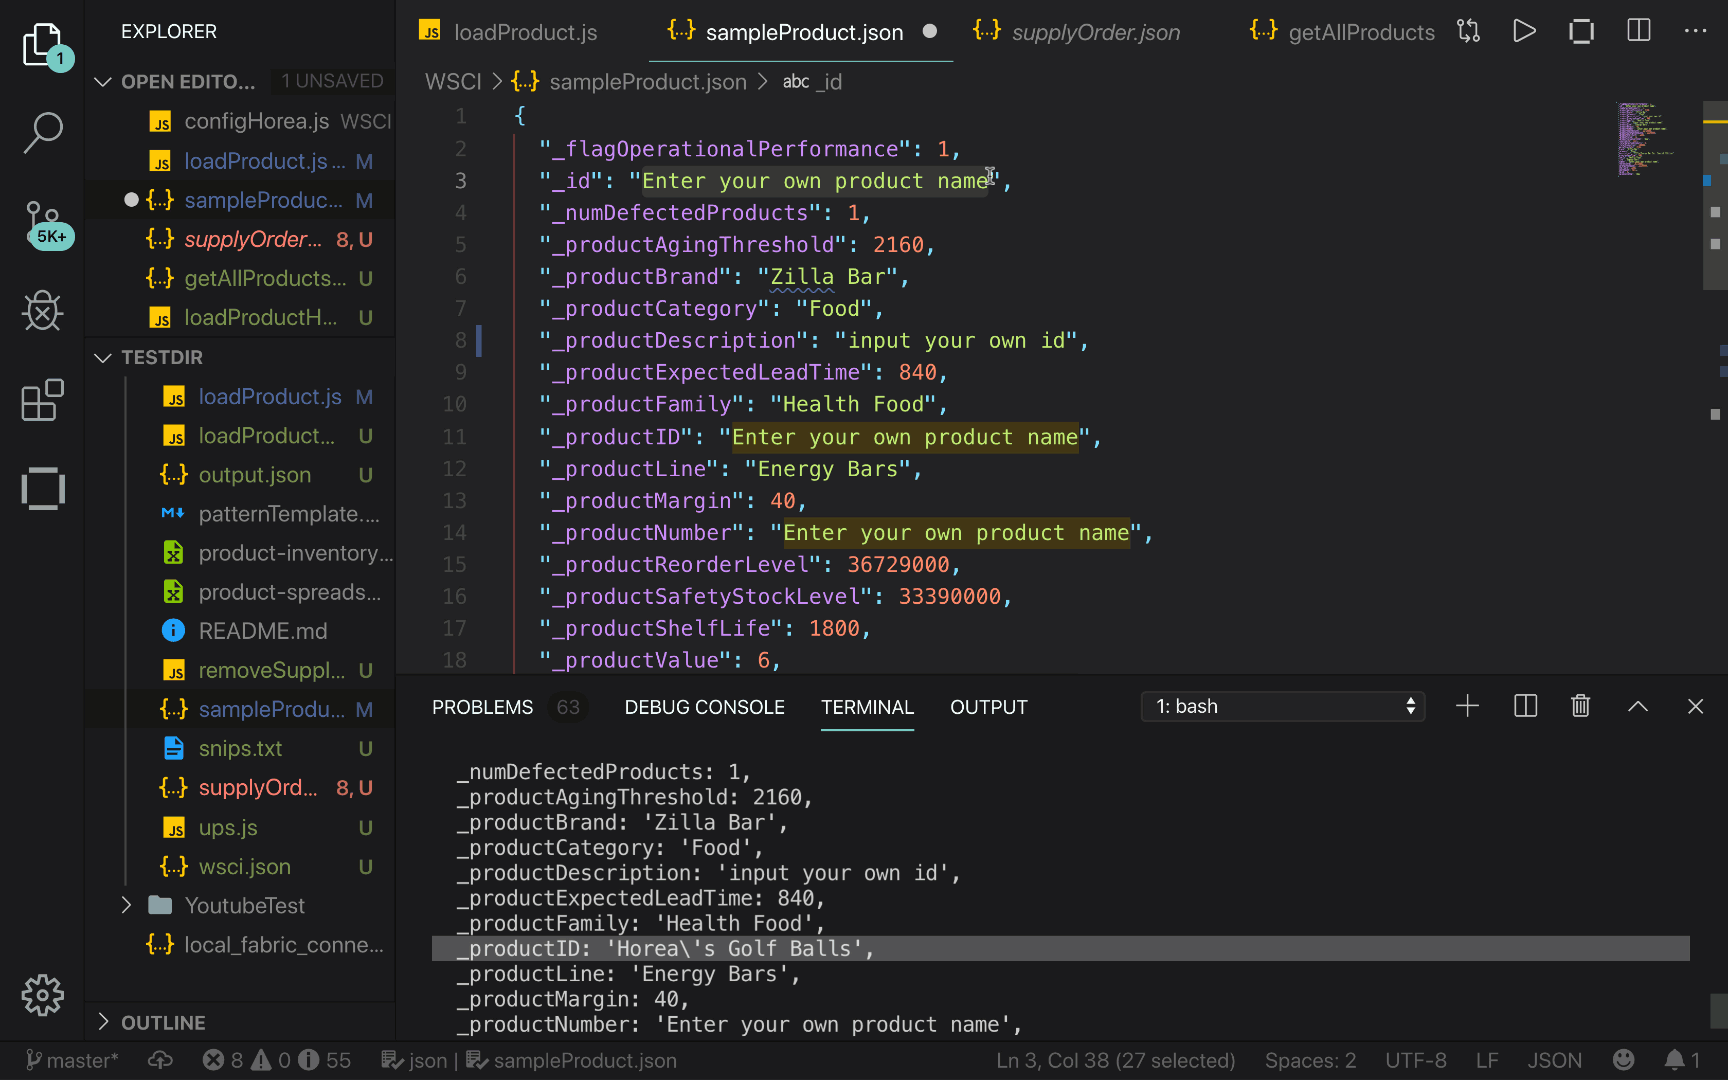 EXPLORER
OPEN EDITO... 1 UNSAVED
configHorea.js WSCI
loadProduct.js ... M
sampleProduc... M
supplyOrder... 8, U
getAllProducts... U
loadProductH... U
TESTDIR
loadProduct.js M
loadProduct... U
output.json U
patternTemplate....
product-inventory...
product-spreads...
README.md
removeSuppl... U
sampleProdu... M
snips.txt U
supplyOrd... 8, U
ups.js U
wsci.json U
YoutubeTest
local_fabric_conne...
OUTLINE
1
5K+
loadProduct.js sampleProduct.json supplyOrder.json getAllProducts
WSCI > {..} sampleProduct.json > abc _id
1 {
2 "_flagOperationalPerformance": 1,
3 "_id": "Enter your own product name",
4 "_numDefectedProducts": 1,
5 "_productAgingThreshold": 2160,
6 "_productBrand": "Zilla Bar",
7 "_productCategory": "Food",
8 "_productDescription": "input your own id",
9 "_productExpectedLeadTime": 840,
10 "_productFamily": "Health Food",
11 "_productID": "Enter your own product name",
12 "_productLine": "Energy Bars",
13 "_productMargin": 40,
14 "_productNumber": "Enter your own product name",
15 "_productReorderLevel": 36729000,
16 "_productSafetyStockLevel": 33390000,
17 "_productShelfLife": 1800,
18 "_productValue": 6,
PROBLEMS 63 DEBUG CONSOLE TERMINAL OUTPUT 1: bash
_numDefectedProducts: 1,
_productAgingThreshold: 2160,
_productBrand: 'Zilla Bar',
_productCategory: 'Food',
_productDescription: 'input your own id',
_productExpectedLeadTime: 840,
_productFamily: 'Health Food',
_productID: 'Horea\'s Golf Balls',
_productLine: 'Energy Bars',
_productMargin: 40,
_productNumber: 'Enter your own product name',
master* 8 0 55 json | sampleProduct.json Ln 3, Col 38 (27 selected) Spaces: 2 UTF-8 LF JSON 1